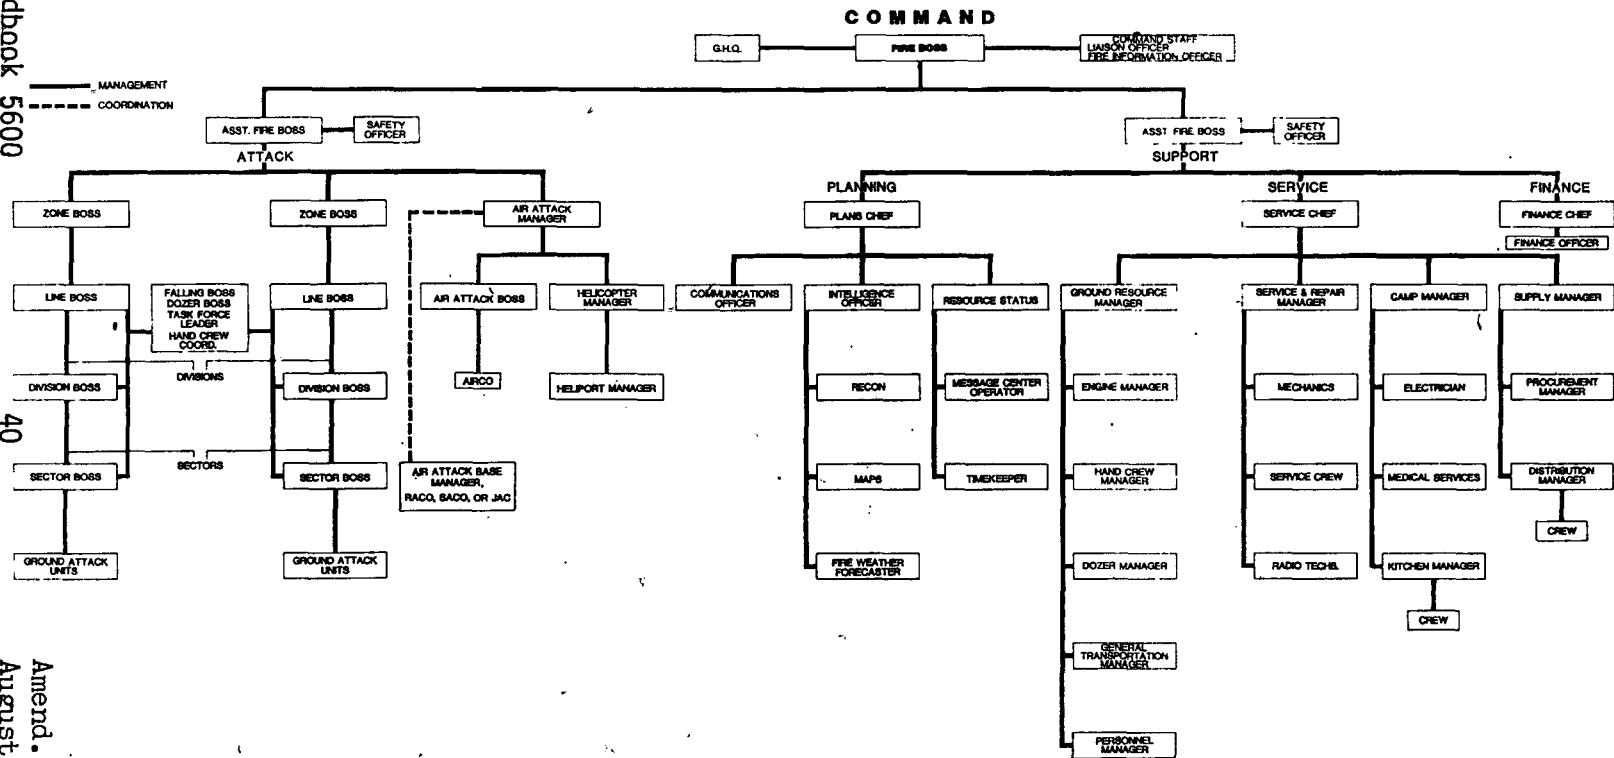 COMMAND
G.H.Q.
FIRE BOSS
COMMAND STAFF
LIAISON OFFICER
FIRE INFORMATION OFFICER
dbook 5600
MANAGEMENT
COORDINATION
ASST. FIRE BOSS
SAFETY
OFFICER
ASST FIRE BOSS
SAFETY
OFFICER
ATTACK
SUPPORT
PLANNING
SERVICE
FINANCE
ZONE BOSS
ZONE BOSS
AIR ATTACK
MANAGER
PLANS CHIEF
SERVICE CHIEF
FINANCE CHIEF
FINANCE OFFICER
LINE BOSS
FALLING BOSS
DOZER BOSS
TASK FORCE
LEADER
HAND CREW
COORD.
LINE BOSS
AIR ATTACK BOSS
HELICOPTER
MANAGER
COMMUNICATIONS
OFFICER
INTELLIGENCE
OFFICER
RESOURCE STATUS
GROUND RESOURCE
MANAGER
SERVICE & REPAIR
MANAGER
CAMP MANAGER
SUPPLY MANAGER
DIVISIONS
DIVISION BOSS
DIVISION BOSS
AIRCO
HELIPORT MANAGER
RECON
MESSAGE CENTER
OPERATOR
ENGINE MANAGER
MECHANICS
ELECTRICIAN
PROCUREMENT
MANAGER
40
SECTORS
SECTOR BOSS
SECTOR BOSS
AIR ATTACK BASE
MANAGER,
RACO, SACO, OR JAC
MAPS
TIMEKEEPER
HAND CREW
MANAGER
SERVICE CREW
MEDICAL SERVICES
DISTRIBUTION
MANAGER
CREW
GROUND ATTACK
UNITS
GROUND ATTACK
UNITS
FIRE WEATHER
FORECASTER
DOZER MANAGER
RADIO TECHS.
KITCHEN MANAGER
CREW
GENERAL
TRANSPORTATION
MANAGER
PERSONNEL
MANAGER
Amend.
August